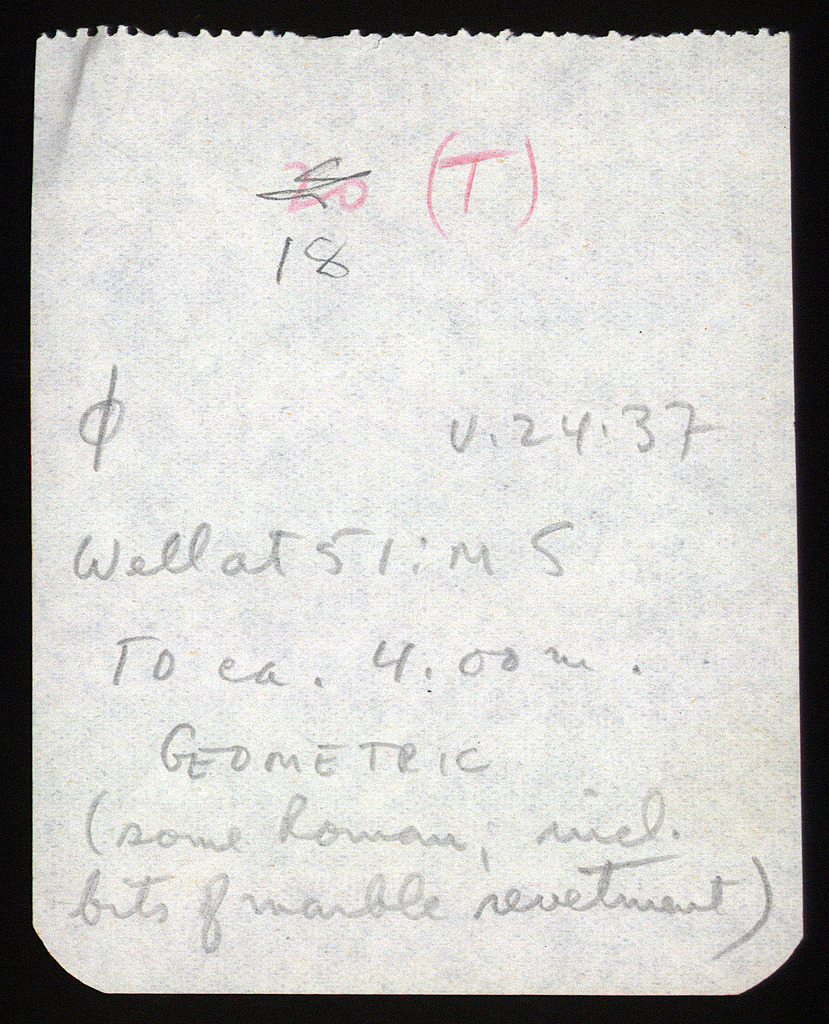 20 (T)
18
φ v.24.37
Well at 51:M S
To ca. 4.00 m.
GEOMETRIC
(some Roman, incl.
bits of marble revetment)